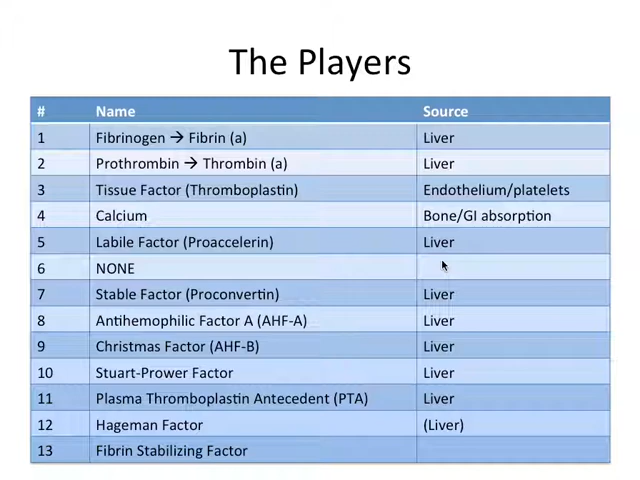 The Players
# Name Source
1 Fibrinogen → Fibrin (a) Liver
2 Prothrombin → Thrombin (a) Liver
3 Tissue Factor (Thromboplastin) Endothelium/platelets
4 Calcium Bone/GI absorption
5 Labile Factor (Proaccelerin) Liver
6 NONE
7 Stable Factor (Proconvertin) Liver
8 Antihemophilic Factor A (AHF-A) Liver
9 Christmas Factor (AHF-B) Liver
10 Stuart-Prower Factor Liver
11 Plasma Thromboplastin Antecedent (PTA) Liver
12 Hageman Factor (Liver)
13 Fibrin Stabilizing Factor